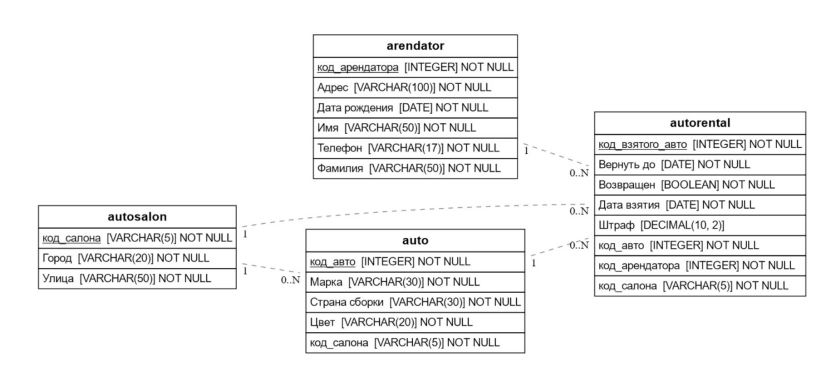 arendator
код_арендатора [INTEGER] NOT NULL
Адрес [VARCHAR(100)] NOT NULL
Дата рождения [DATE] NOT NULL
Имя [VARCHAR(50)] NOT NULL
Телефон [VARCHAR(17)] NOT NULL
Фамилия [VARCHAR(50)] NOT NULL
1
0..N
autorental
код_взятого_авто [INTEGER] NOT NULL
Вернуть до [DATE] NOT NULL
Возвращен [BOOLEAN] NOT NULL
Дата взятия [DATE] NOT NULL
Штраф [DECIMAL(10, 2)]
код_авто [INTEGER] NOT NULL
код_арендатора [INTEGER] NOT NULL
код_салона [VARCHAR(5)] NOT NULL
autosalon
код_салона [VARCHAR(5)] NOT NULL
Город [VARCHAR(20)] NOT NULL
Улица [VARCHAR(50)] NOT NULL
1
0..N
1
0..N
auto
код_авто [INTEGER] NOT NULL
Марка [VARCHAR(30)] NOT NULL
Страна сборки [VARCHAR(30)] NOT NULL
Цвет [VARCHAR(20)] NOT NULL
код_салона [VARCHAR(5)] NOT NULL
1
0..N